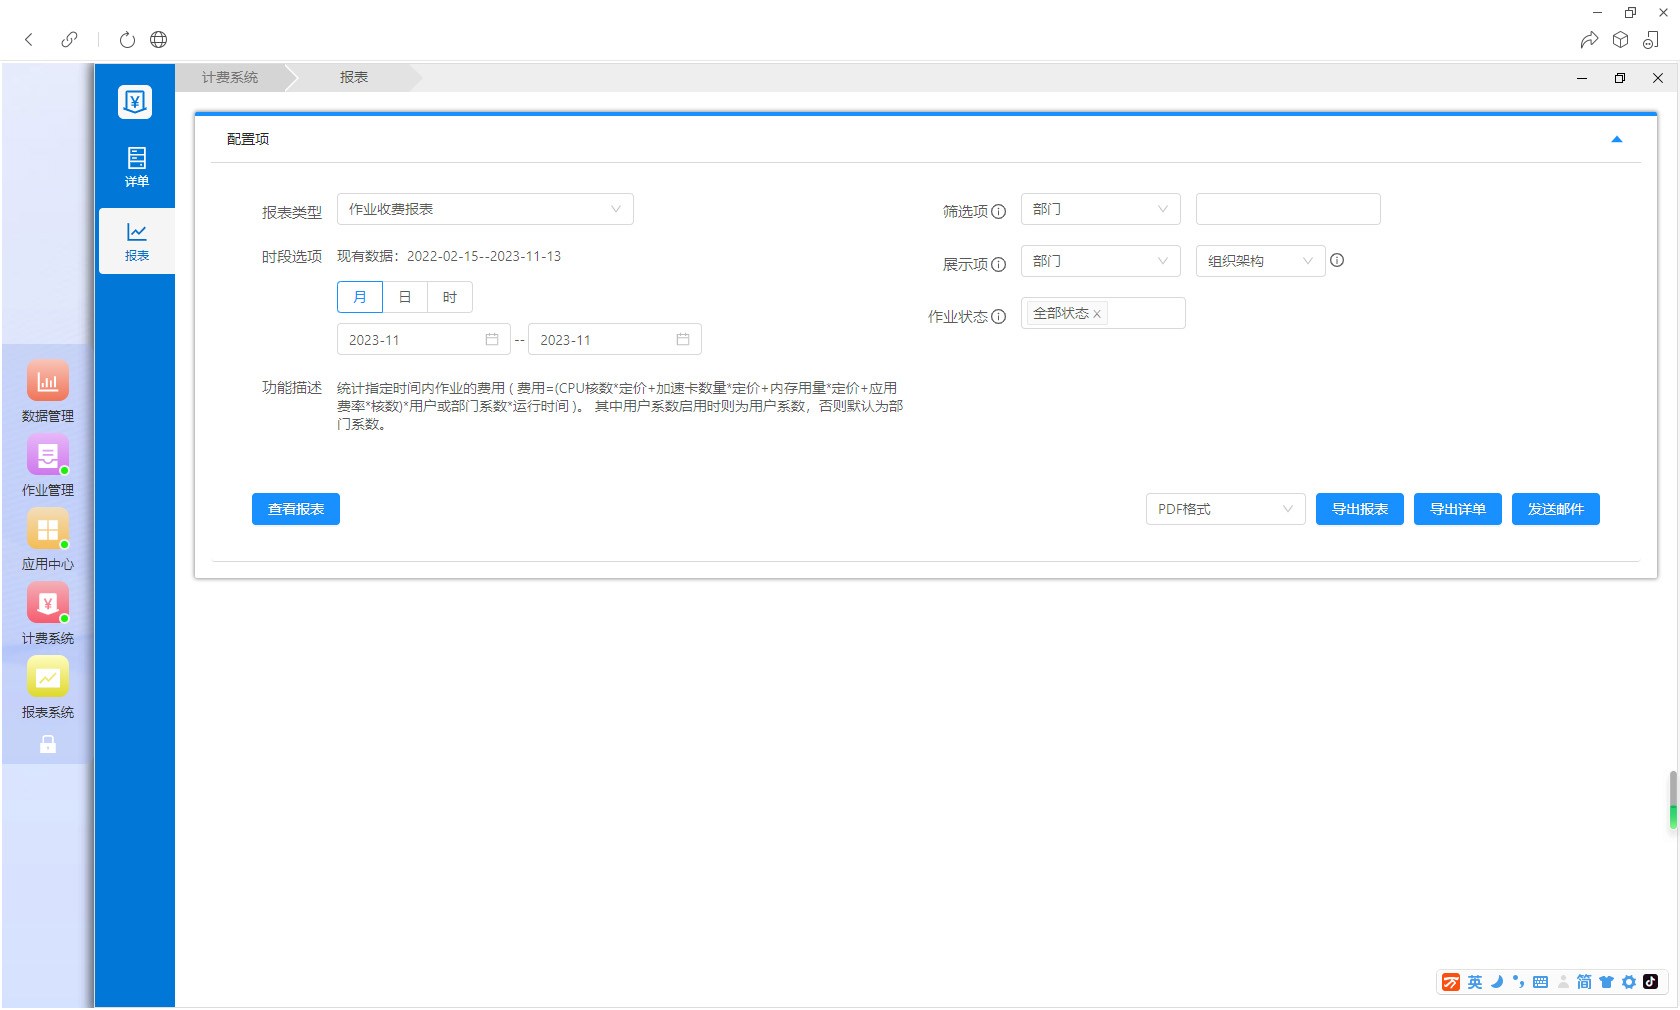 计费系统
报表
详单
报表
数据管理
作业管理
应用中心
计费系统
报表系统
配置项
报表类型
作业收费报表
时段选项
现有数据：2022-02-15--2023-11-13
月
日
时
2023-11
--
2023-11
功能描述
统计指定时间内作业的费用 ( 费用=(CPU核数*定价+加速卡数量*定价+内存用量*定价+应用
费率*核数)*用户或部门系数*运行时间 )。 其中用户系数启用时则为用户系数，否则默认为部
门系数。
筛选项
部门
展示项
部门
组织架构
作业状态
全部状态 x
查看报表
PDF格式
导出报表
导出详单
发送邮件
英
简